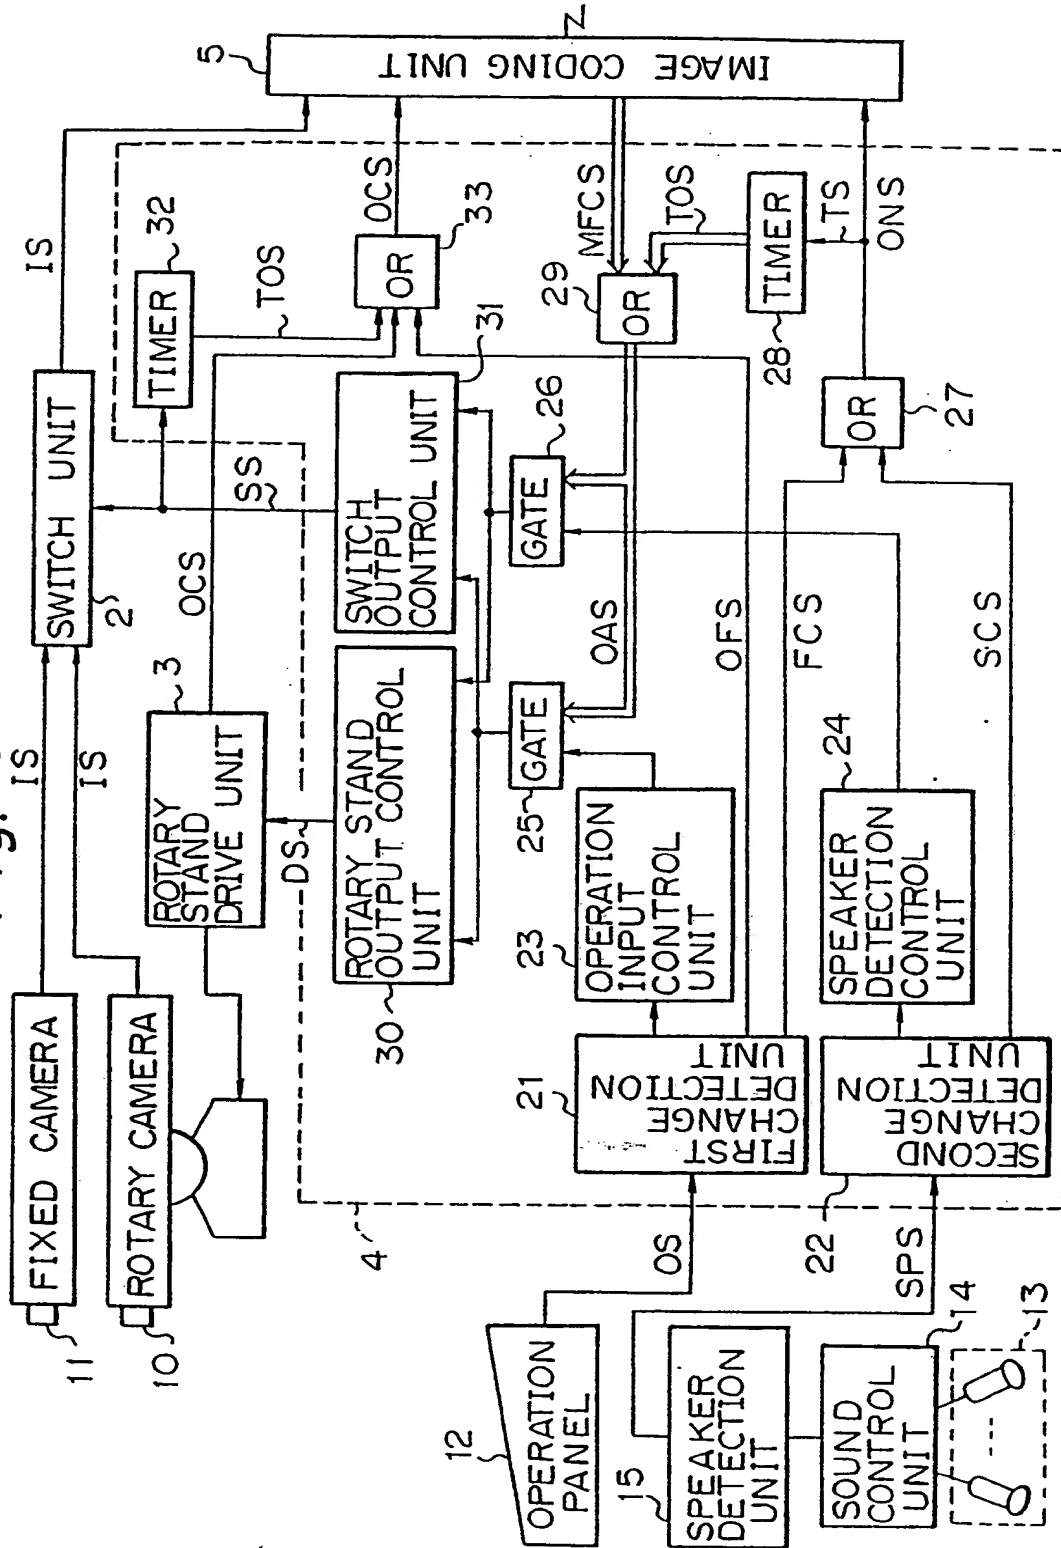 Fig.
11
FIXED CAMERA
IS
10
ROTARY CAMERA
IS
SWITCH UNIT
2
IS
5
IMAGE CODING UNIT
Z
3
ROTARY
STAND
DRIVE UNIT
OCS
TIMER
32
TOS
SS
DS
OCS
OR
33
30
ROTARY STAND
OUTPUT CONTROL
UNIT
SWITCH
OUTPUT
CONTROL UNIT
31
MFCS
29
OR
TOS
25
GATE
GATE
26
OAS
28
TIMER
TS
ONS
4
12
OPERATION
PANEL
OS
21
FIRST
CHANGE
DETECTION
UNIT
23
OPERATION
INPUT
CONTROL
UNIT
OFS
FCS
OR
27
15
SPEAKER
DETECTION
UNIT
SPS
22
SECOND
CHANGE
DETECTION
UNIT
24
SPEAKER
DETECTION
CONTROL
UNIT
SCS
SOUND
CONTROL
UNIT
14
13